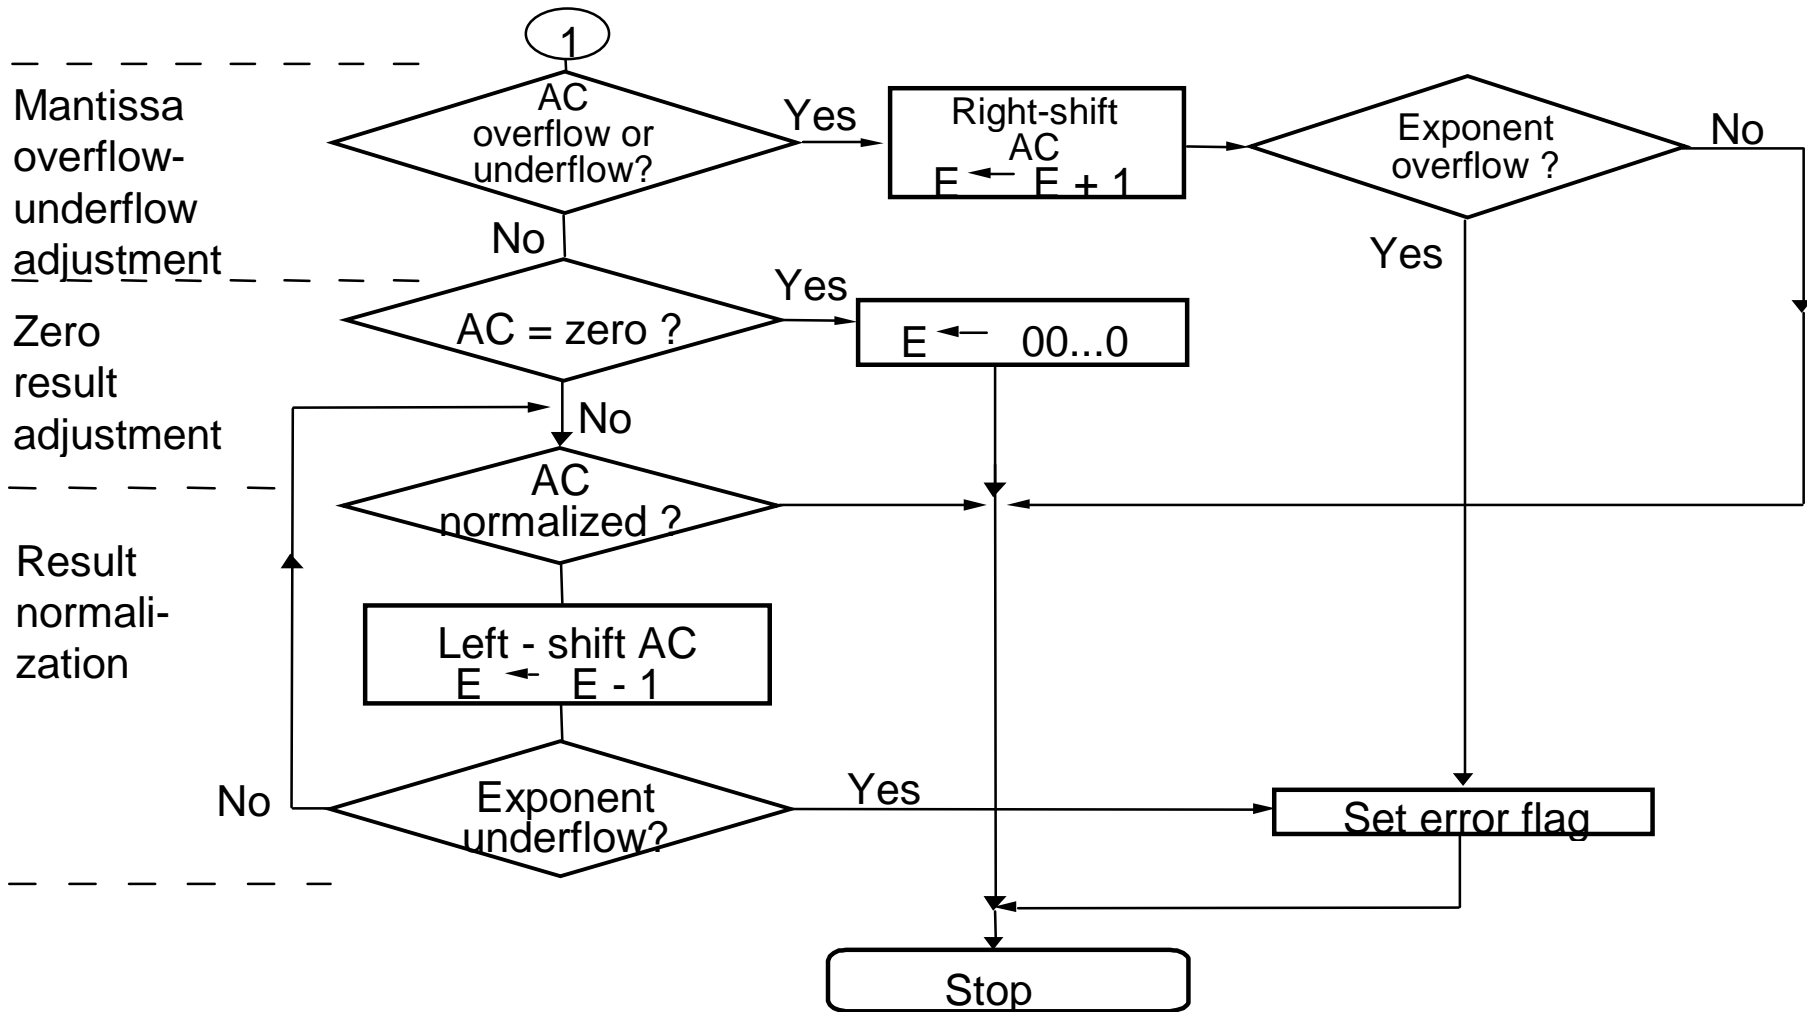 1
Mantissa
overflow-
underflow
adjustment
AC
overflow or
underflow?
Yes
Right-shift
AC
E ← E + 1
Exponent
overflow ?
No
No
Yes
Zero
result
adjustment
AC = zero ?
Yes
E ← 00...0
No
AC
normalized ?
Result
normali-
zation
Left - shift AC
E ← E - 1
No
Exponent
underflow?
Yes
Set error flag
Stop